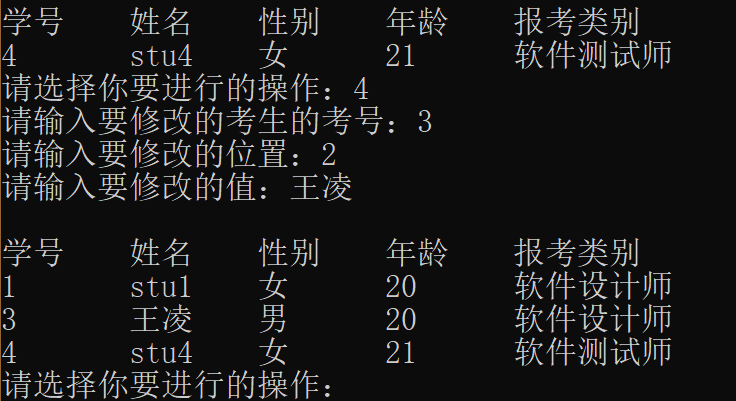 学号 姓名 性别 年龄 报考类别
4 stu4 女 21 软件测试师
请选择你要进行的操作：4
请输入要修改的考生的考号：3
请输入要修改的位置：2
请输入要修改的值：王凌
学号 姓名 性别 年龄 报考类别
1 stu1 女 20 软件设计师
3 王凌 男 20 软件设计师
4 stu4 女 21 软件测试师
请选择你要进行的操作：